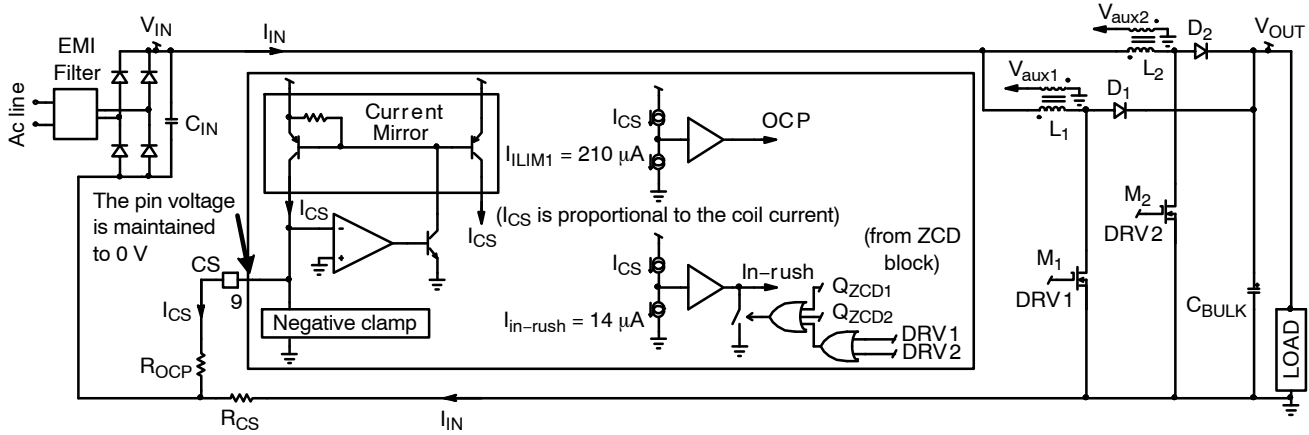 EMI
Filter
Ac line
V_IN
I_IN
C_IN
Current
Mirror
I_CS
OCP
I_ILIM1 = 210 μA
V_aux2
D_2
V_OUT
L_2
V_aux1
D_1
L_1
The pin voltage
is maintained
to 0 V
I_CS
I_CS
(I_CS is proportional to the coil current)
-
+
CS
9
I_CS
Negative clamp
I_CS
In-rush
I_in-rush = 14 μA
(from ZCD
block)
Q_ZCD1
Q_ZCD2
DRV1
DRV2
M_2
DRV2
M_1
DRV1
C_BULK
LOAD
R_OCP
R_CS
I_IN